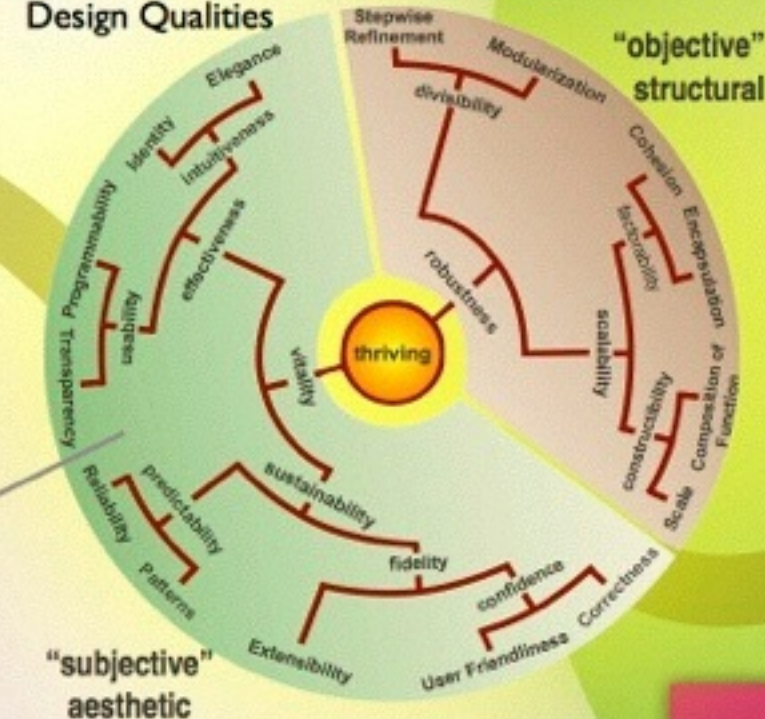 Design Qualities
"objective"
structural
Stepwise
Refinement
Modularization
divisibility
Cohesion
Encapsulation
factorability
robustness
scalability
constructibility
Composition of
Function
Scale
Elegance
Identity
intuitiveness
Programmability
effectiveness
usability
Transparency
thriving
vitality
sustainability
predictability
Reliability
Patterns
fidelity
confidence
Correctness
Extensibility
User Friendliness
"subjective"
aesthetic